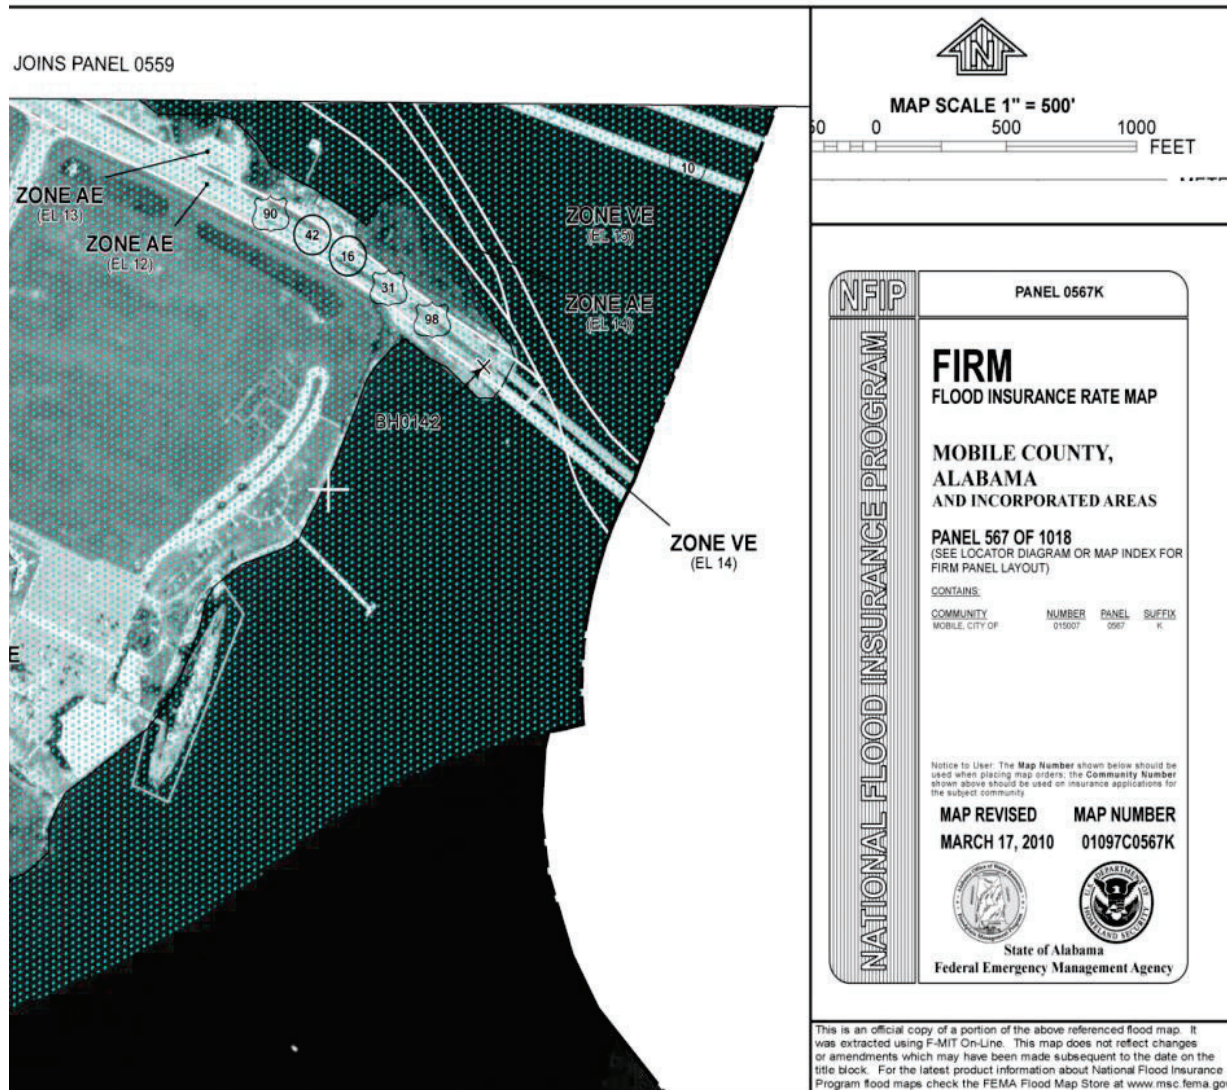 JOINS PANEL 0559
ZONE AE
(EL 13)
ZONE AE
(EL 12)
90
42
16
31
98
10
ZONE VE
(EL 15)
ZONE AE
(EL 14)
BH0142
ZONE VE
(EL 14)
E
N
MAP SCALE 1" = 500'
50 0 500 1000
FEET
NFIP
PANEL 0567K
NATIONAL FLOOD INSURANCE PROGRAM
FIRM
FLOOD INSURANCE RATE MAP
MOBILE COUNTY,
ALABAMA
AND INCORPORATED AREAS
PANEL 567 OF 1018
(SEE LOCATOR DIAGRAM OR MAP INDEX FOR
FIRM PANEL LAYOUT)
CONTAINS:
COMMUNITY NUMBER PANEL SUFFIX
MOBILE, CITY OF 015007 0567 K
Notice to User: The Map Number shown below should be
used when placing map orders; the Community Number
shown above should be used on insurance applications for
the subject community.
MAP REVISED MAP NUMBER
MARCH 17, 2010 01097C0567K
U.S. DEPARTMENT OF
HOMELAND SECURITY
State of Alabama
Federal Emergency Management Agency
This is an official copy of a portion of the above referenced flood map. It
was extracted using F-MIT On-Line. This map does not reflect changes
or amendments which may have been made subsequent to the date on the
title block. For the latest product information about National Flood Insurance
Program flood maps check the FEMA Flood Map Store at www.msc.fema.go